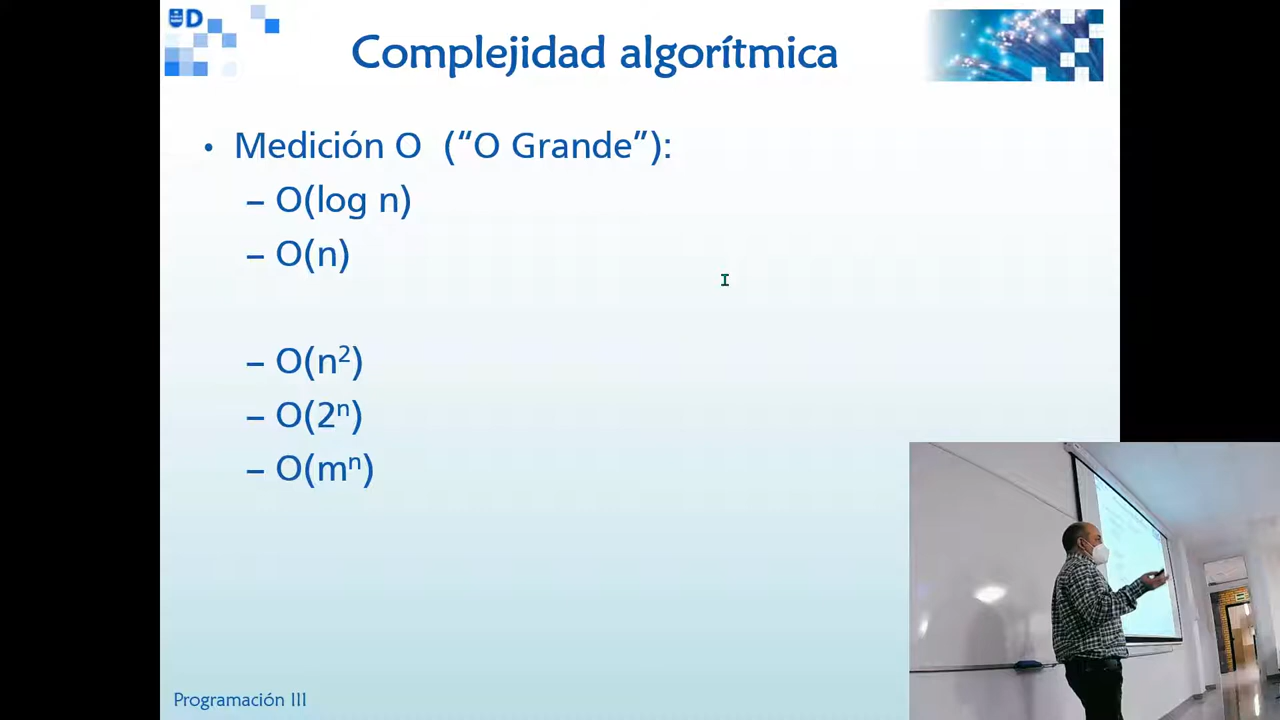 D
Complejidad algorítmica
• Medición O (“O Grande”):
– O(log n)
– O(n)
– O(n²)
– O(2ⁿ)
– O(mⁿ)
Programación III